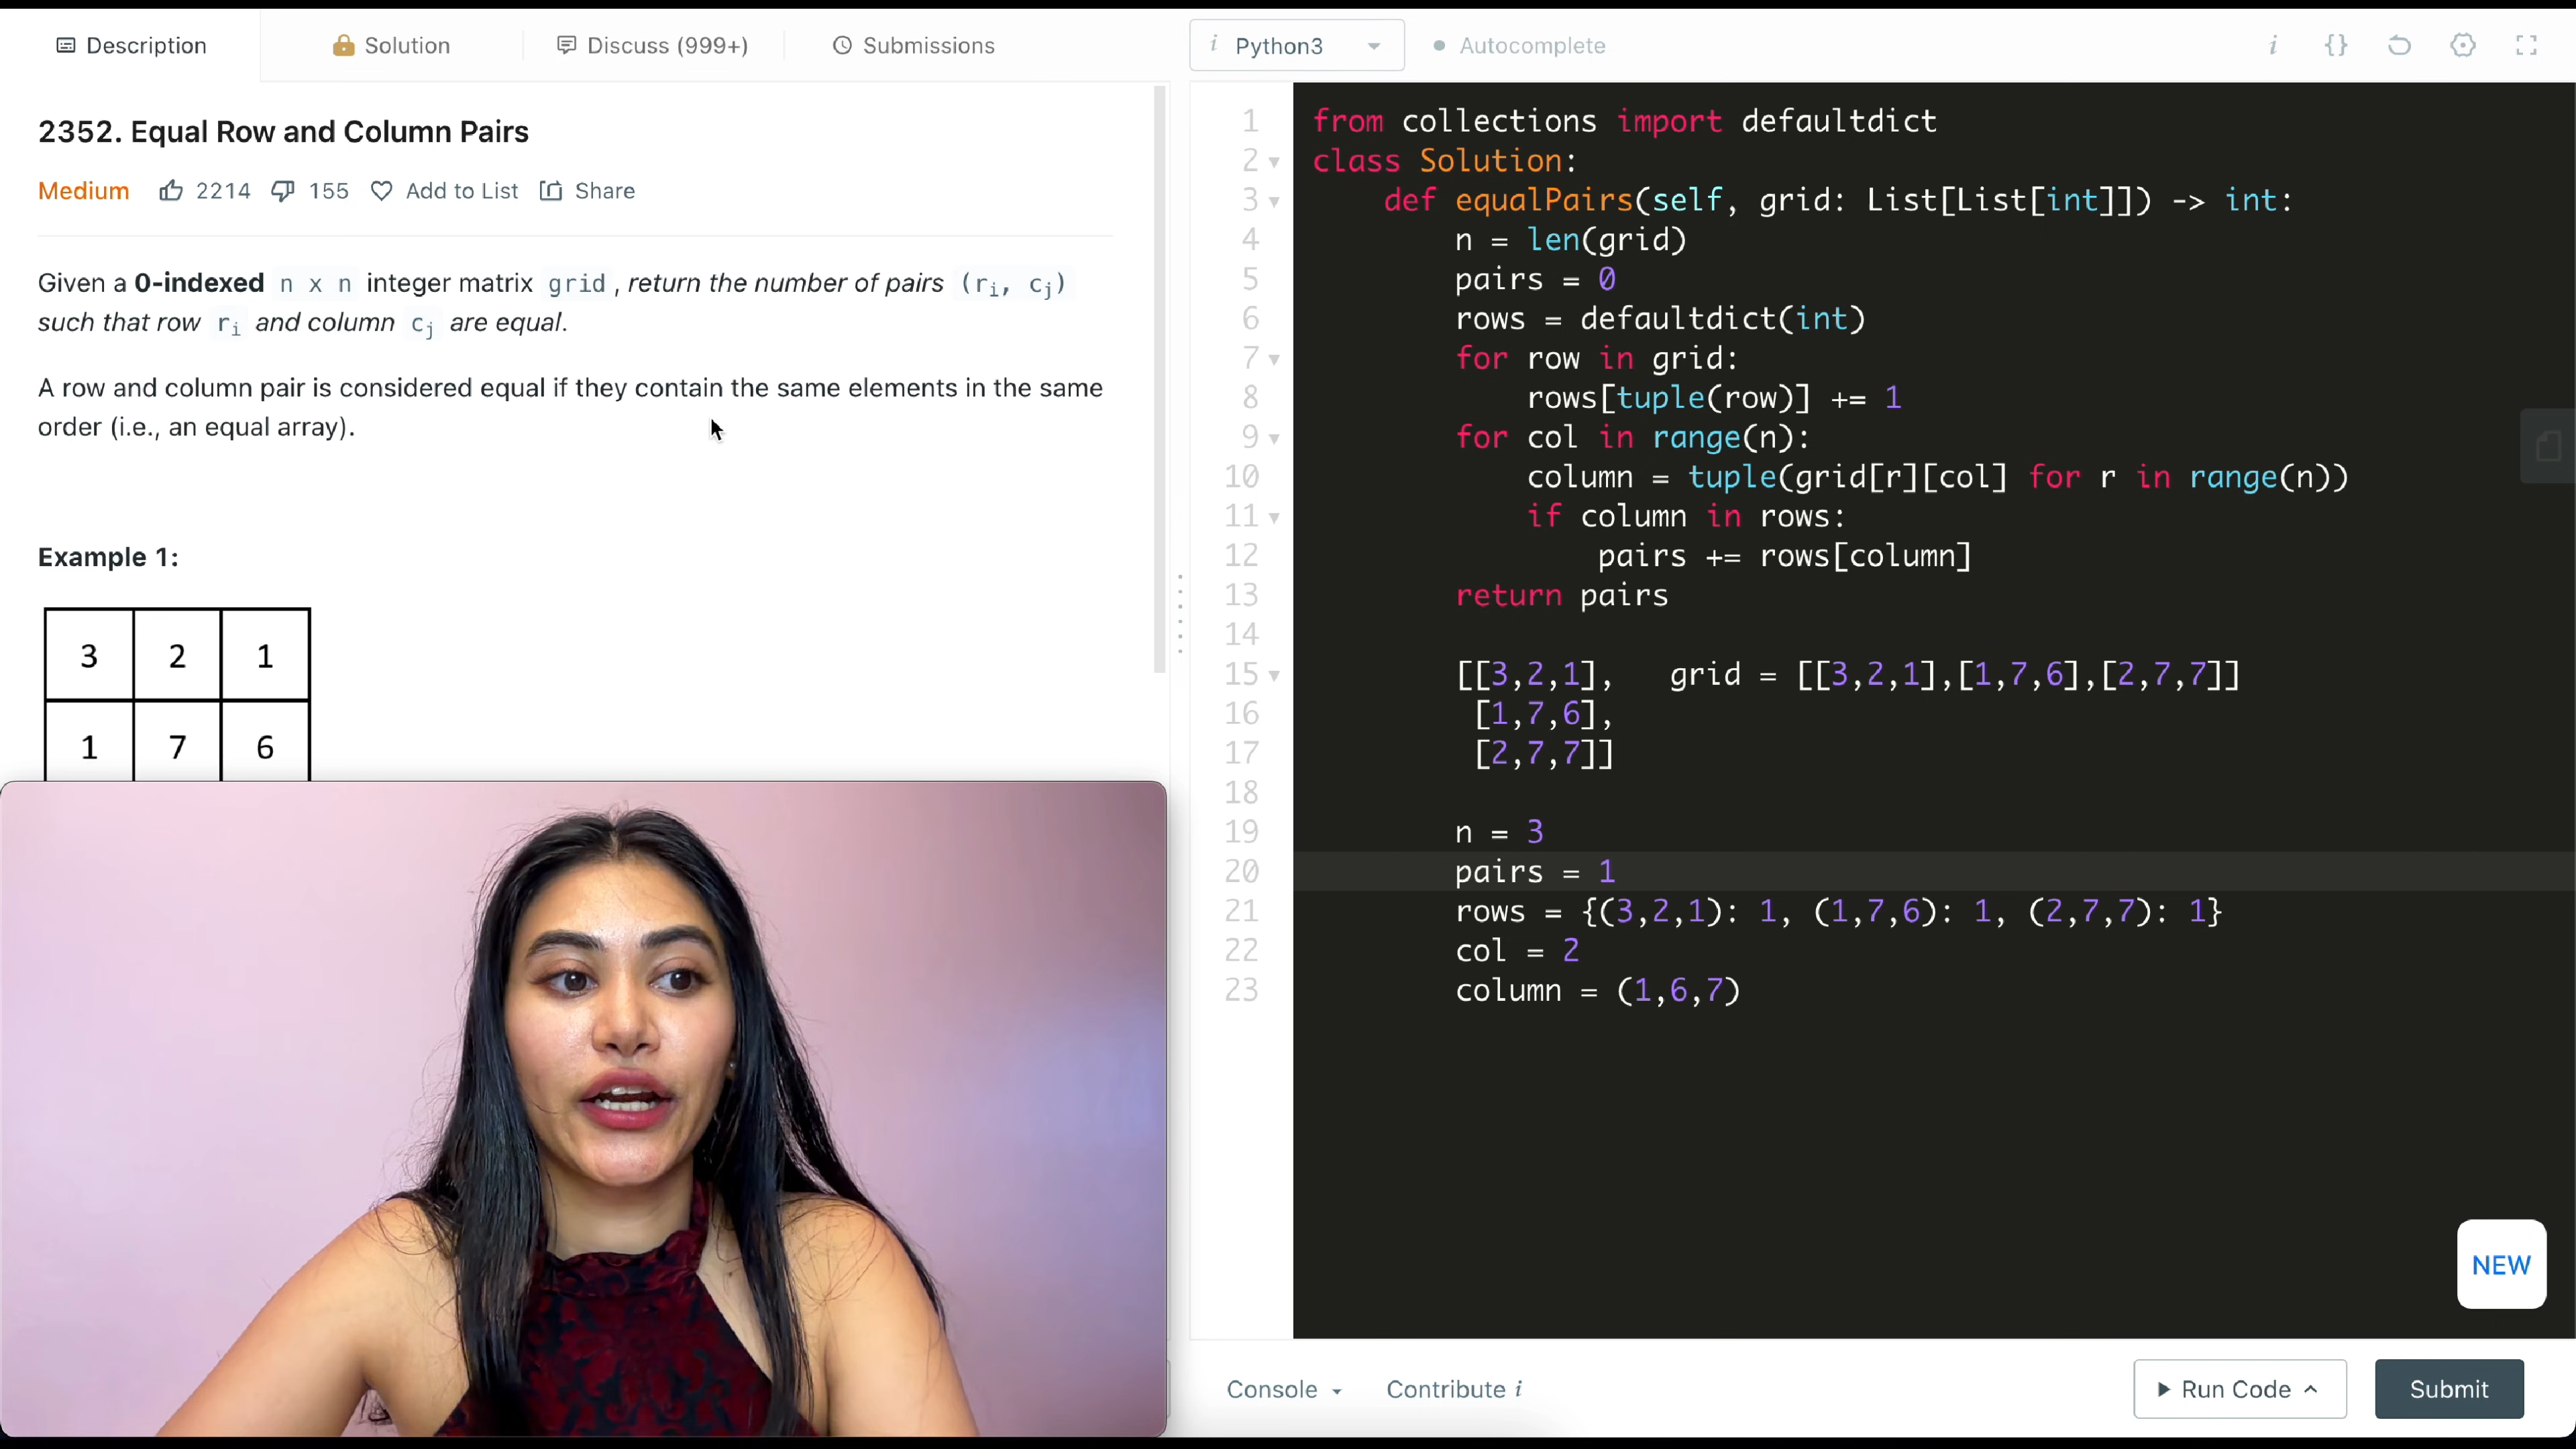 Description
Solution
Discuss (999+)
Submissions
2352. Equal Row and Column Pairs
Medium 2214 155 Add to List Share
Given a 0-indexed n x n integer matrix grid , return the number of pairs (ri, cj)
such that row ri and column cj are equal.
A row and column pair is considered equal if they contain the same elements in the same
order (i.e., an equal array).
Example 1:
3 2 1
1 7 6
i Python3
Autocomplete
i {}
1 from collections import defaultdict
2 class Solution:
3 def equalPairs(self, grid: List[List[int]]) -> int:
4 n = len(grid)
5 pairs = 0
6 rows = defaultdict(int)
7 for row in grid:
8 rows[tuple(row)] += 1
9 for col in range(n):
10 column = tuple(grid[r][col] for r in range(n))
11 if column in rows:
12 pairs += rows[column]
13 return pairs
14
15 [[3,2,1], grid = [[3,2,1],[1,7,6],[2,7,7]]
16 [1,7,6],
17 [2,7,7]]
18
19 n = 3
20 pairs = 1
21 rows = {(3,2,1): 1, (1,7,6): 1, (2,7,7): 1}
22 col = 2
23 column = (1,6,7)
NEW
Console
Contribute i
Run Code
Submit